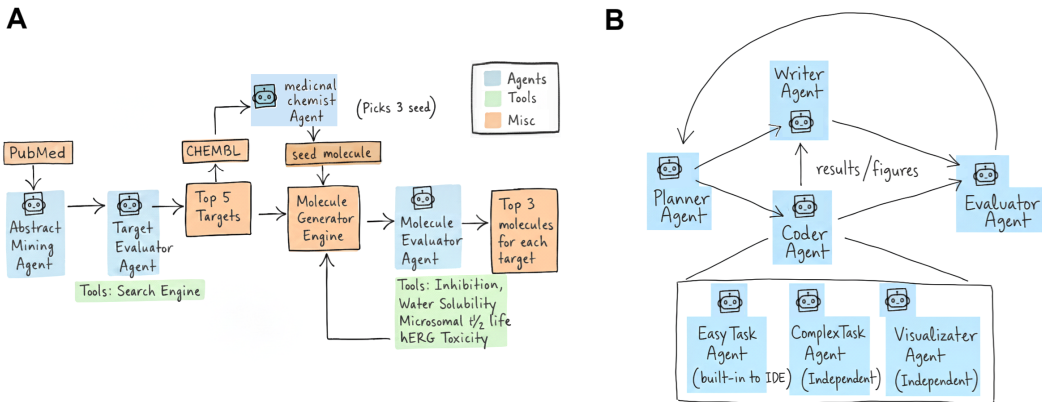 A
PubMed
Abstract
Mining
Agent
Target
Evaluator
Agent
Tools: Search Engine
CHEMBL
Top 5
Targets
medicnal
chemist
Agent
(Picks 3 seed)
seed molecule
Molecule
Generator
Engine
Molecule
Evaluator
Agent
Tools: Inhibition,
Water Solubility
Microsomal t/2 life
hERG Toxicity
Top 3
molecules
for each
target
Agents
Tools
Misc
B
Writer
Agent
Planner
Agent
results/figures
Coder
Agent
Evaluator
Agent
Easy Task
Agent
(built-in to IDE)
ComplexTask
Agent
(Independent)
Visualizater
Agent
(Independent)